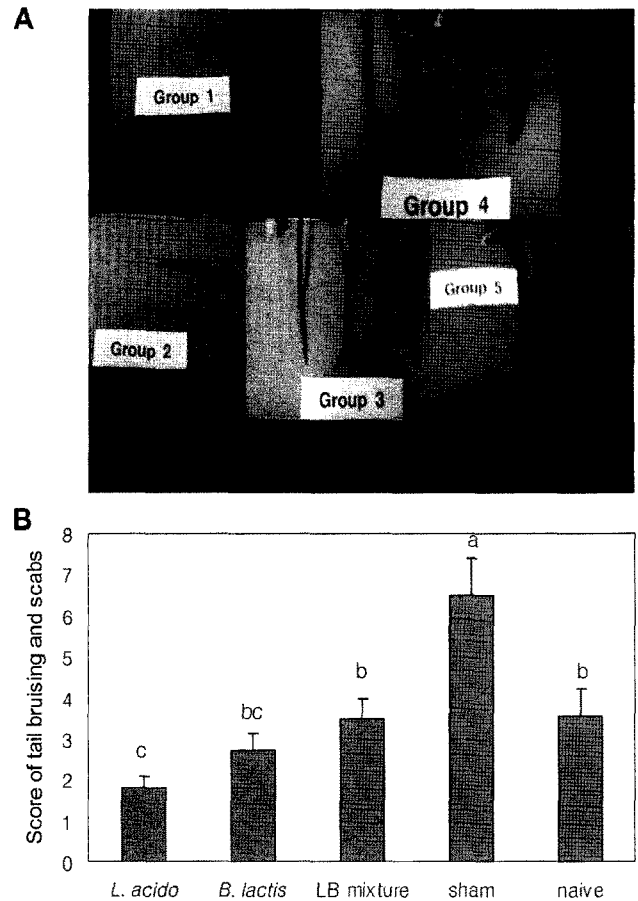 A
Group 1
Group 4
Group 5
Group 2
Group 3
B
Score of tail bruising and scabs
8
7
6
5
4
3
2
1
0
c
bc
b
a
b
L. acido
B. lactis
LB mixture
sham
naive